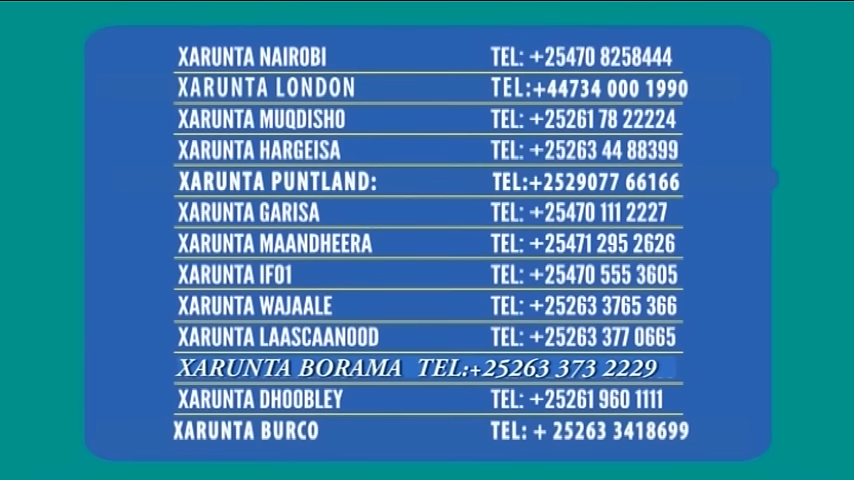 XARUNTA NAIROBI TEL: +25470 8258444
XARUNTA LONDON TEL:+44734 000 1990
XARUNTA MUQDISHO TEL: +25261 78 22224
XARUNTA HARGEISA TEL: +25263 44 88399
XARUNTA PUNTLAND: TEL:+2529077 66166
XARUNTA GARISA TEL: +25470 111 2227
XARUNTA MAANDHEERA TEL: +25471 295 2626
XARUNTA IFO1 TEL: +25470 555 3605
XARUNTA WAJAALE TEL: +25263 3765 366
XARUNTA LAASCAANOOD TEL: +25263 377 0665
XARUNTA BORAMA TEL:+25263 373 2229
XARUNTA DHOOBLEY TEL: +25261 960 1111
XARUNTA BURCO TEL: + 25263 3418699